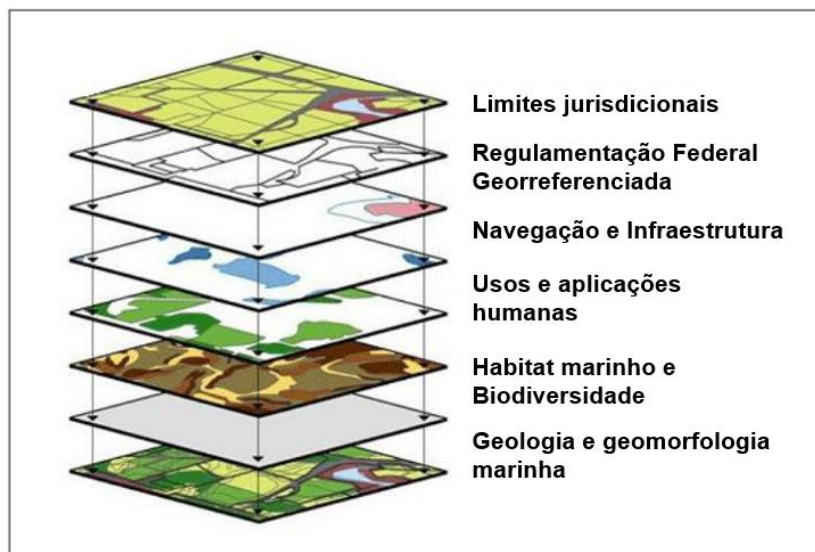 Limites jurisdicionais
Regulamentação Federal
Georreferenciada
Navegação e Infraestrutura
Usos e aplicações
humanas
Habitat marinho e
Biodiversidade
Geologia e geomorfologia
marinha